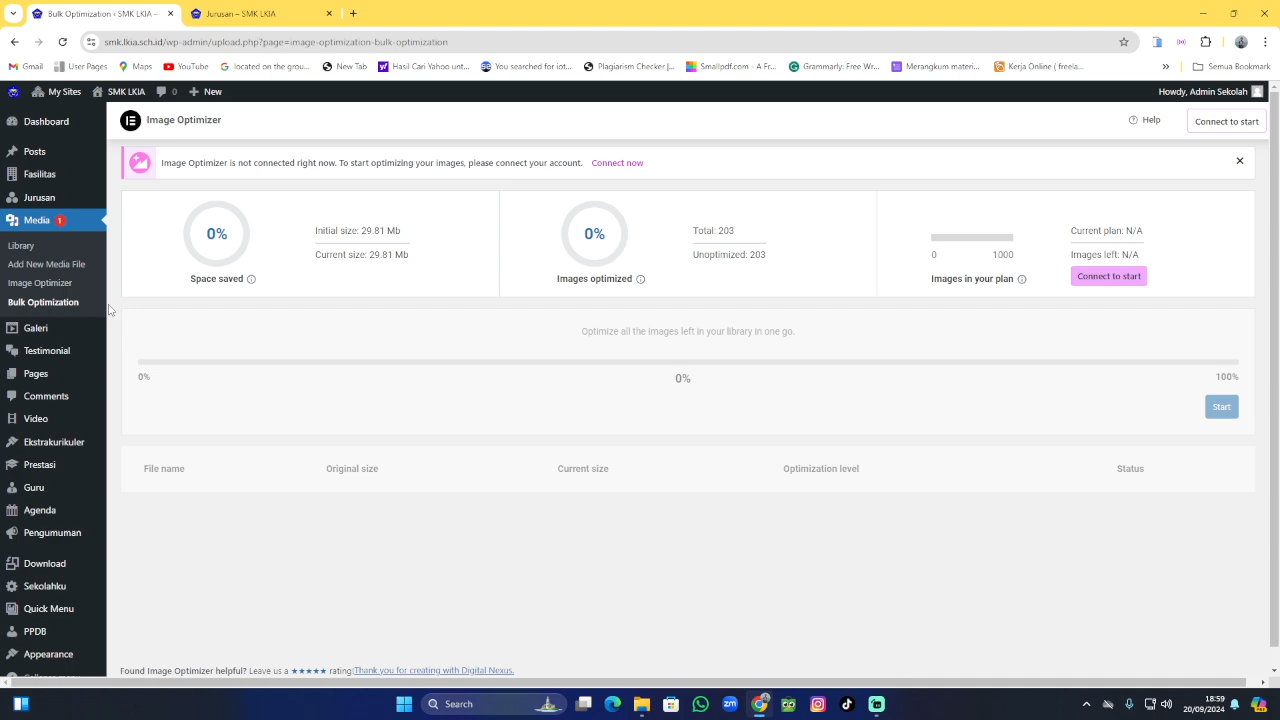 Bulk Optimization ‹ SMK LKIA —
Jurusan – SMK LKIA
smk.lkia.sch.id/wp-admin/upload.php?page=image-optimization-bulk-optimization
Gmail
User Pages
Maps
YouTube
located on the grou...
New Tab
Hasil Cari Yahoo unt...
You searched for iot...
Plagiarism Checker |...
Smallpdf.com - A Fr...
Grammarly: Free Wr...
Merangkum materi...
Kerja Online ( freela...
Semua Bookmark
My Sites
SMK LKIA
0
New
Howdy, Admin Sekolah
Dashboard
Posts
Fasilitas
Jurusan
Media 1
Library
Add New Media File
Image Optimizer
Bulk Optimization
Galeri
Testimonial
Pages
Comments
Video
Ekstrakurikuler
Prestasi
Guru
Agenda
Pengumuman
Download
Sekolahku
Quick Menu
PPDB
Appearance
Image Optimizer
Help
Connect to start
Image Optimizer is not connected right now. To start optimizing your images, please connect your account. Connect now
0%
Space saved
Initial size: 29.81 Mb
Current size: 29.81 Mb
0%
Images optimized
Total: 203
Unoptimized: 203
0 1000
Images in your plan
Current plan: N/A
Images left: N/A
Connect to start
Optimize all the images left in your library in one go.
0% 0% 100%
Start
File name Original size Current size Optimization level Status
Found Image Optimizer helpful? Leave us a ★★★★★ rating! Thank you for creating with Digital Nexus.
Search
18:59
20/09/2024